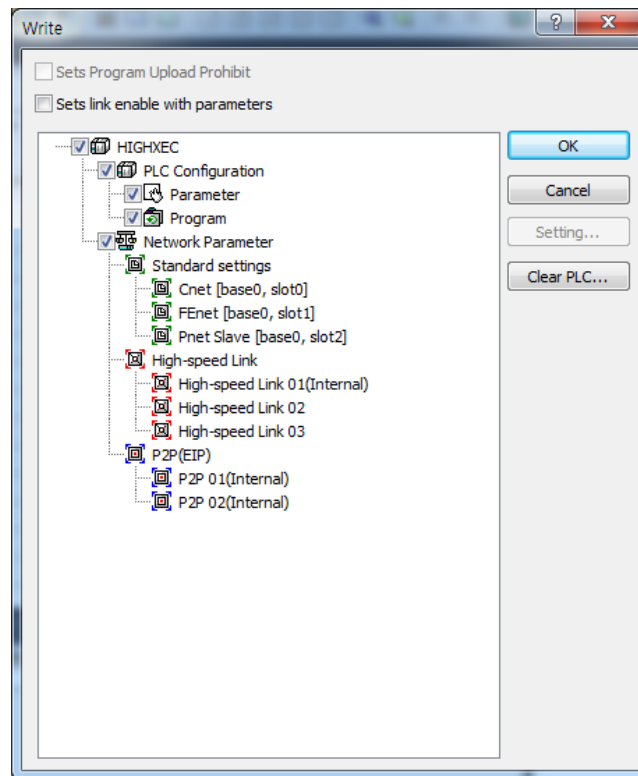 Write
Sets Program Upload Prohibit
Sets link enable with parameters
HIGHXEC
PLC Configuration
Parameter
Program
Network Parameter
Standard settings
Cnet [base0, slot0]
FEnet [base0, slot1]
Pnet Slave [base0, slot2]
High-speed Link
High-speed Link 01(Internal)
High-speed Link 02
High-speed Link 03
P2P(EIP)
P2P 01(Internal)
P2P 02(Internal)
OK
Cancel
Setting...
Clear PLC...